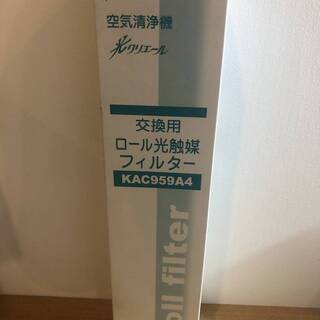 空気清浄機
光クリエール
交換用
ロール光触媒
フィルター
KAC959A4
oll filter